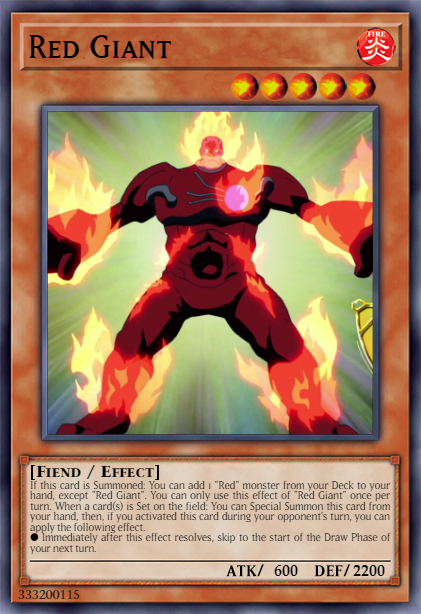 Red Giant
FIRE
炎
[Fiend / Effect]
If this card is Summoned: You can add 1 "Red" monster from your Deck to your
hand, except "Red Giant". You can only use this effect of "Red Giant" once per
turn. When a card(s) is Set on the field: You can Special Summon this card from
your hand, then, if you activated this card during your opponent's turn, you can
apply the following effect.
● Immediately after this effect resolves, skip to the start of the Draw Phase of
your next turn.
ATK/ 600 DEF/2200
333200115